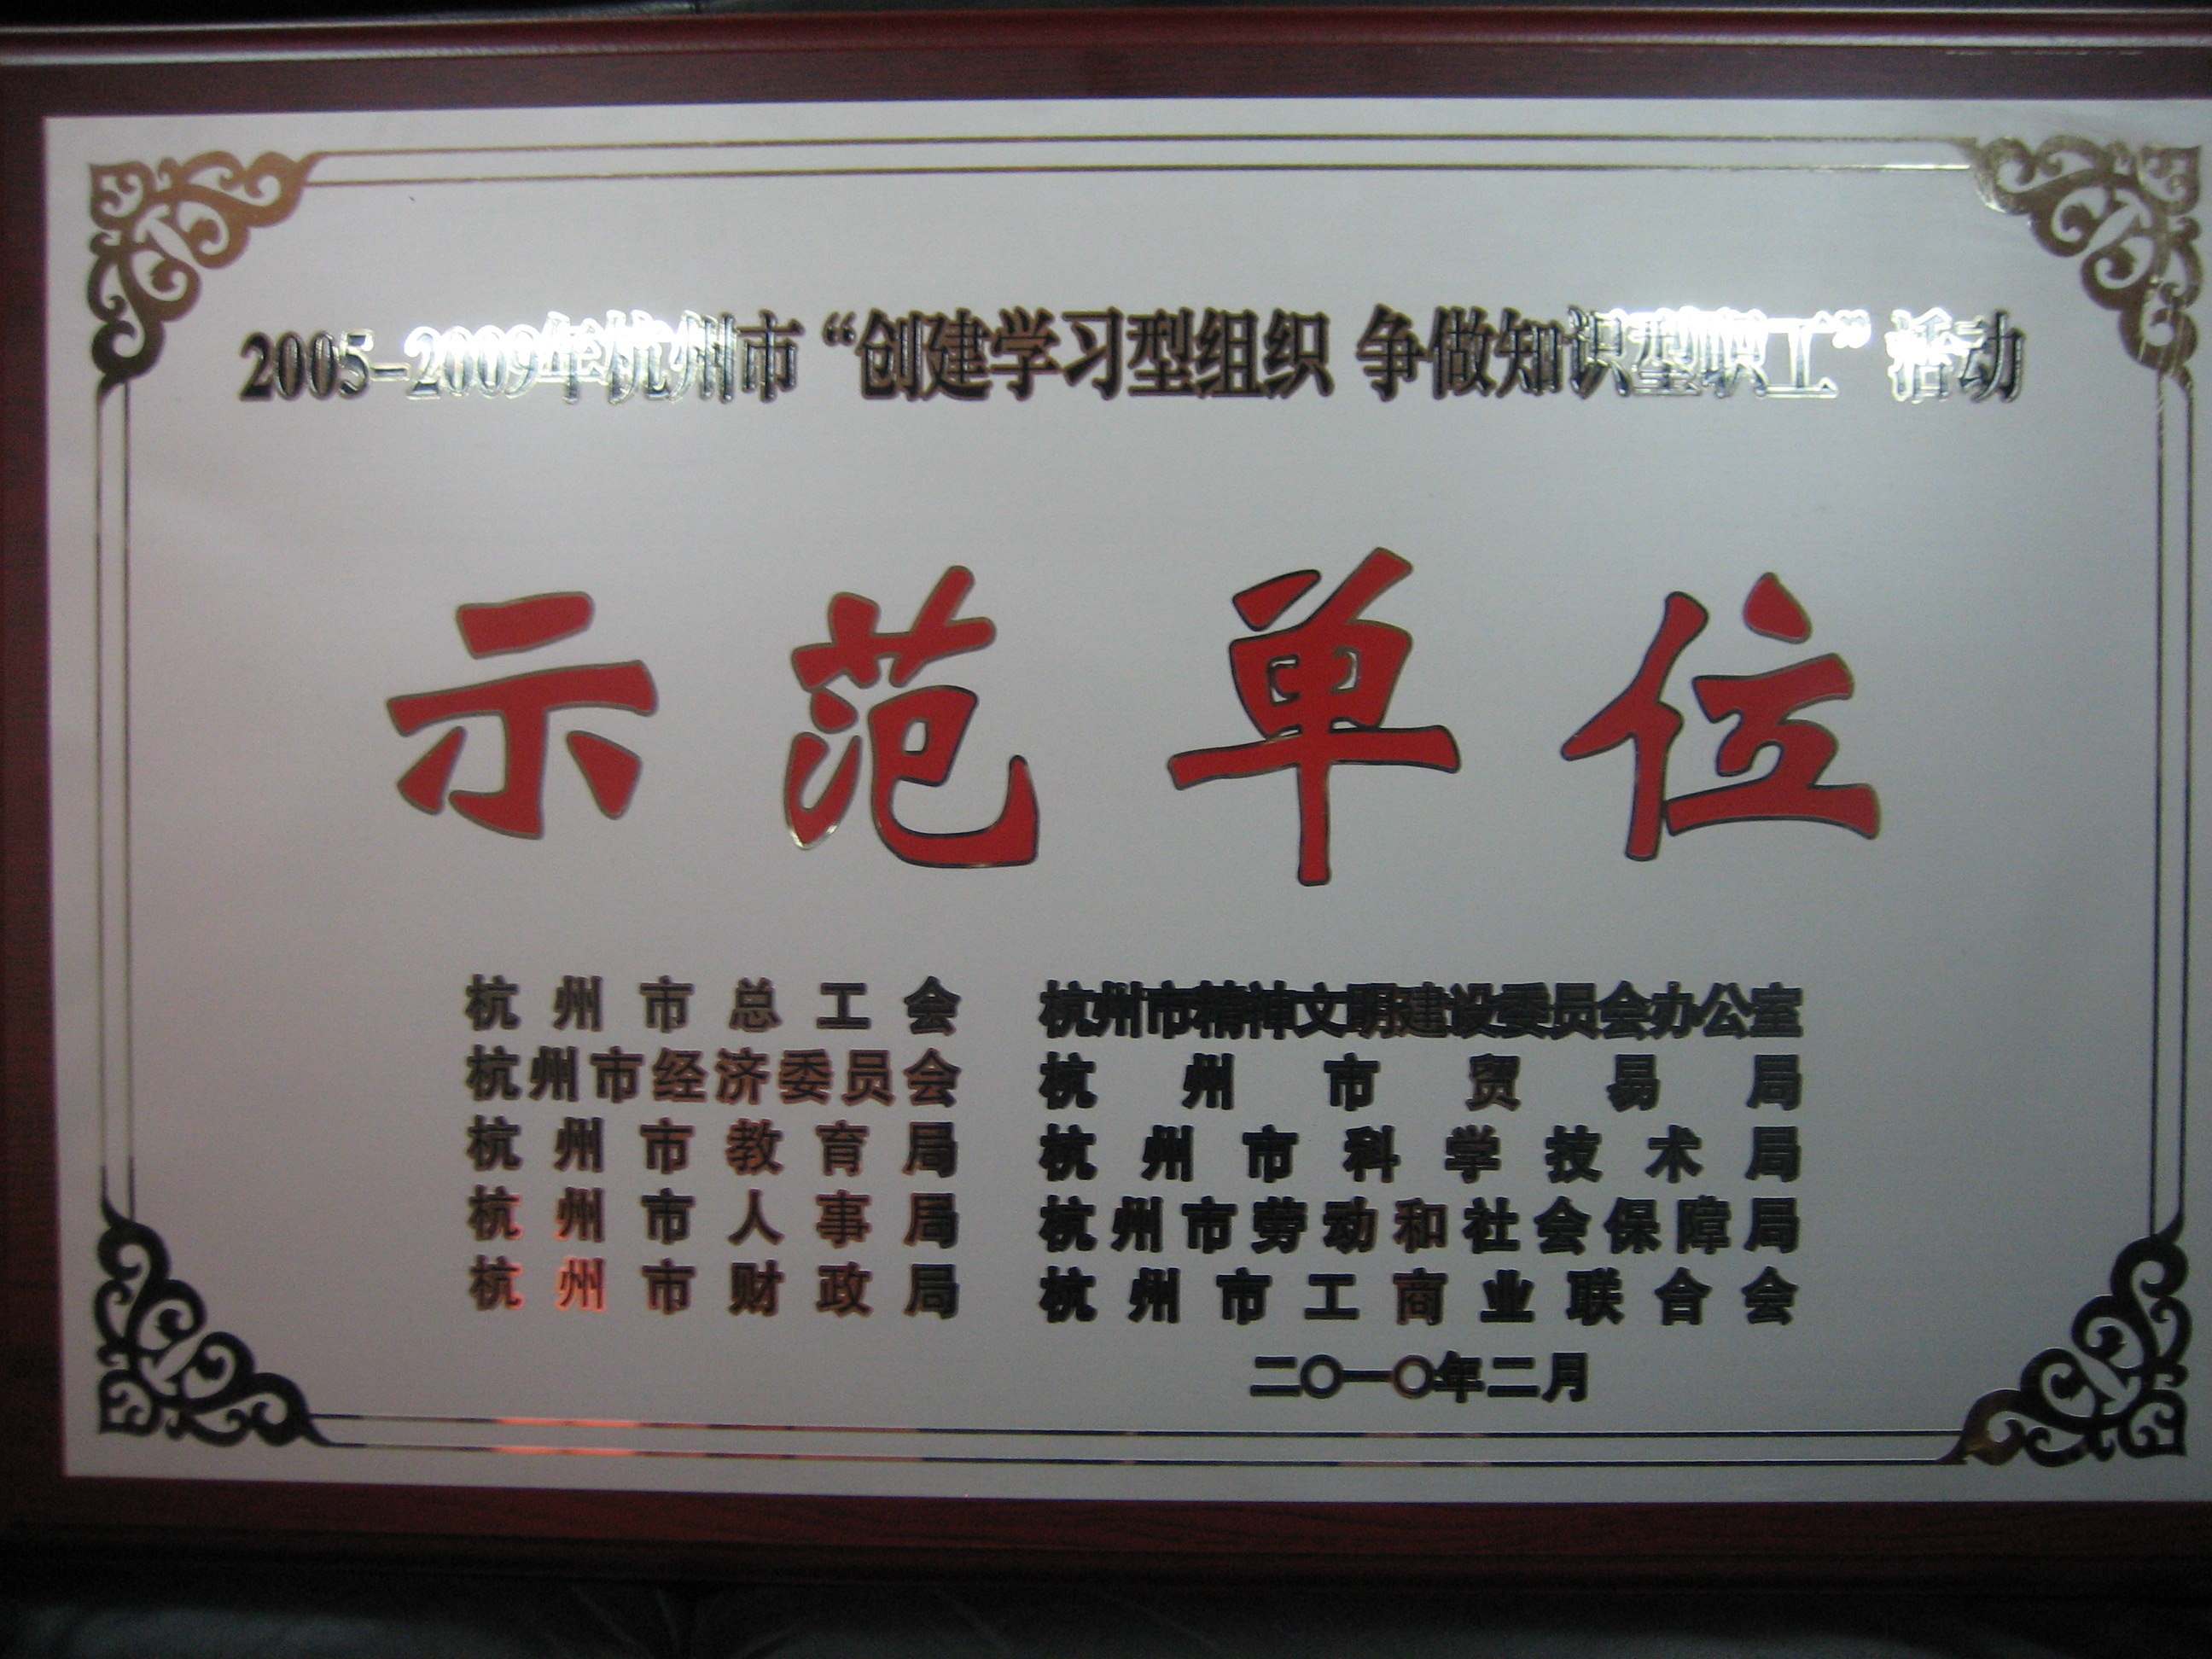 2005-2009年杭州市“创建学习型组织 争做知识型职工”活动
示范单位
杭州市总工会 杭州市精神文明建设委员会办公室
杭州市经济委员会 杭州市贸易局
杭州市教育局 杭州市科学技术局
杭州市人事局 杭州市劳动和社会保障局
杭州市财政局 杭州市工商业联合会
二〇一〇年二月